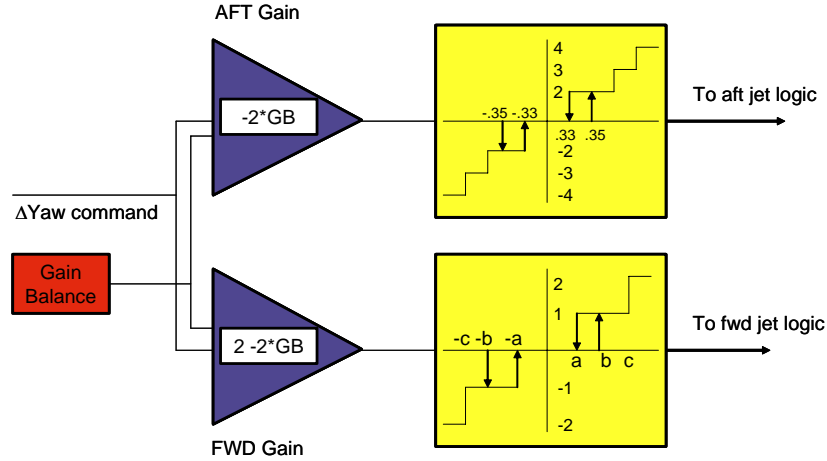 AFT Gain
-2*GB
4
3
2
-.35 -.33
.33 .35
-2
-3
-4
To aft jet logic
ΔYaw command
Gain
Balance
2 -2*GB
FWD Gain
2
1
-c -b -a
a b c
-1
-2
To fwd jet logic